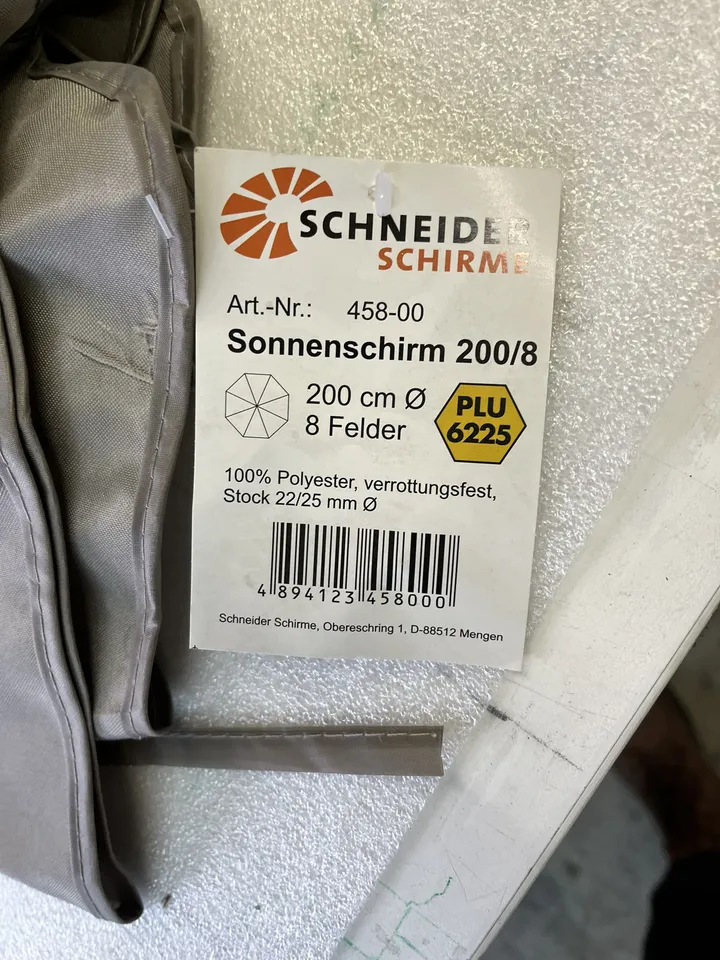 SCHNEIDER
SCHIRME
Art.-Nr.: 458-00
Sonnenschirm 200/8
200 cm Ø
8 Felder
PLU
6225
100% Polyester, verrottungsfest,
Stock 22/25 mm Ø
4 894123 458000
Schneider Schirme, Obereschring 1, D-88512 Mengen